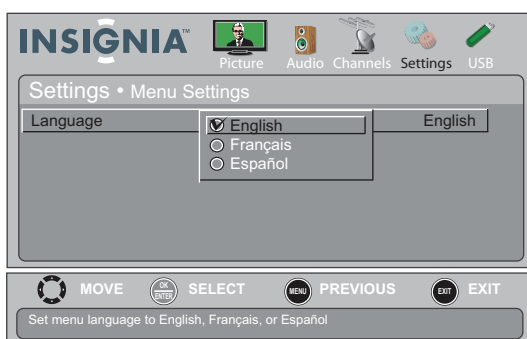 INSIGNIA™
Picture Audio Channels Settings USB
Settings • Menu Settings
Language English
English
Français
Español
MOVE OK ENTER SELECT MENU PREVIOUS EXIT EXIT
Set menu language to English, Français, or Español